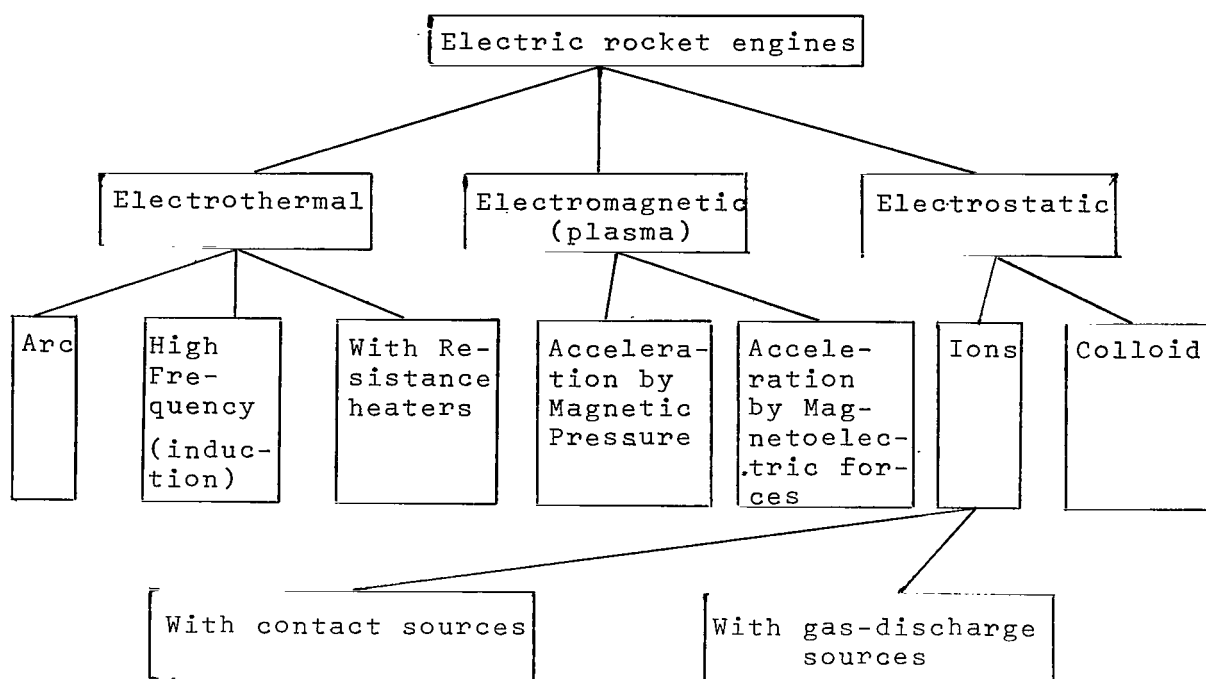 Electric rocket engines
Electrothermal
Electromagnetic
(plasma)
Electrostatic
Arc
High
Fre-
quency
(induc-
tion)
With Re-
sistance
heaters
Accelera-
tion by
Magnetic
Pressure
Accele-
ration
by Mag-
netoelec-
tric for-
ces
Ions
Colloid
With contact sources
With gas-discharge
sources